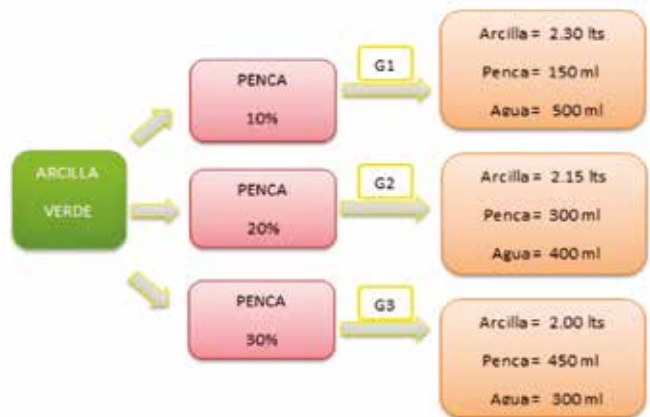 ARCILLA
VERDE
PENCA
10%
G1
Arcilla = 2.30 lts
Penca = 150 ml
Agua = 500 ml
PENCA
20%
G2
Arcilla = 2.15 lts
Penca = 300 ml
Agua = 400 ml
PENCA
30%
G3
Arcilla = 2.00 lts
Penca = 450 ml
Agua = 300 ml